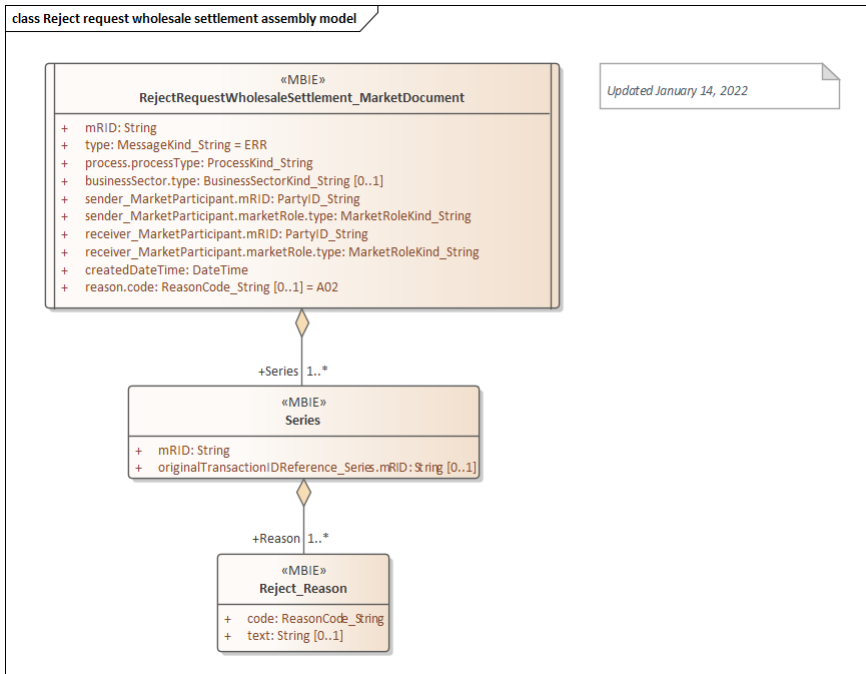 class Reject request wholesale settlement assembly model
Updated January 14, 2022
«MBIE»
RejectRequestWholesaleSettlement_MarketDocument
+ mRID: String
+ type: MessageKind_String = ERR
+ process.processType: ProcessKind_String
+ businessSector.type: BusinessSectorKind_String [0..1]
+ sender_MarketParticipant.mRID: PartyID_String
+ sender_MarketParticipant.marketRole.type: MarketRoleKind_String
+ receiver_MarketParticipant.mRID: PartyID_String
+ receiver_MarketParticipant.marketRole.type: MarketRoleKind_String
+ createdDateTime: DateTime
+ reason.code: ReasonCode_String [0..1] = A02
+Series 1..*
«MBIE»
Series
+ mRID: String
+ originalTransactionIDReference_Series.mRID: String [0..1]
+Reason 1..*
«MBIE»
Reject_Reason
+ code: ReasonCode_String
+ text: String [0..1]